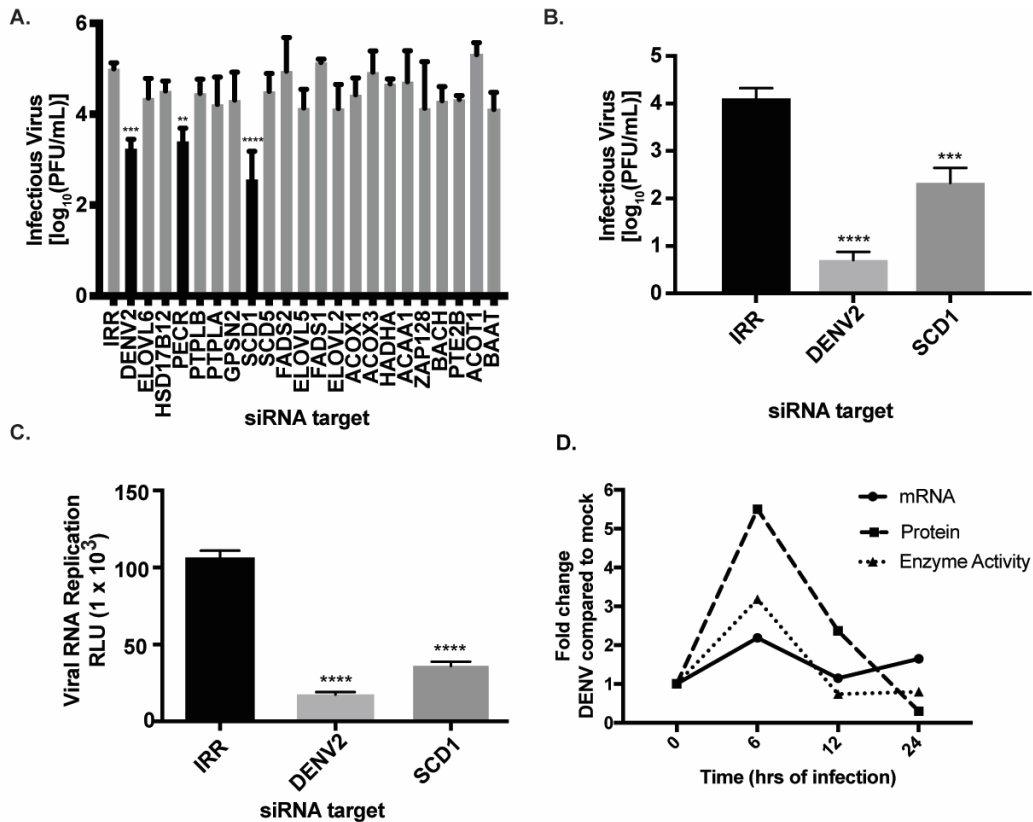 A.
Infectious Virus
[log10(PFU/mL)]
6
4
2
0
***
**
****
IRR
DENV2
ELOVL6
HSD17B12
PECR
PTPLB
PTPLA
GPSN2
SCD1
SCD5
FADS2
ELOVL5
FADS1
ELOVL2
ACOX1
ACOX3
HADHA
ACAA1
ZAP128
BACH
PTE2B
ACOT1
BAAT
siRNA target
B.
Infectious Virus
[log10(PFU/mL)]
5
4
3
2
1
0
****
***
IRR
DENV2
SCD1
siRNA target
C.
Viral RNA Replication
RLU (1 x 10^3)
150
100
50
0
****
****
IRR
DENV2
SCD1
siRNA target
D.
Fold change
DENV compared to mock
6
5
4
3
2
1
0
mRNA
Protein
Enzyme Activity
0
6
12
24
Time (hrs of infection)